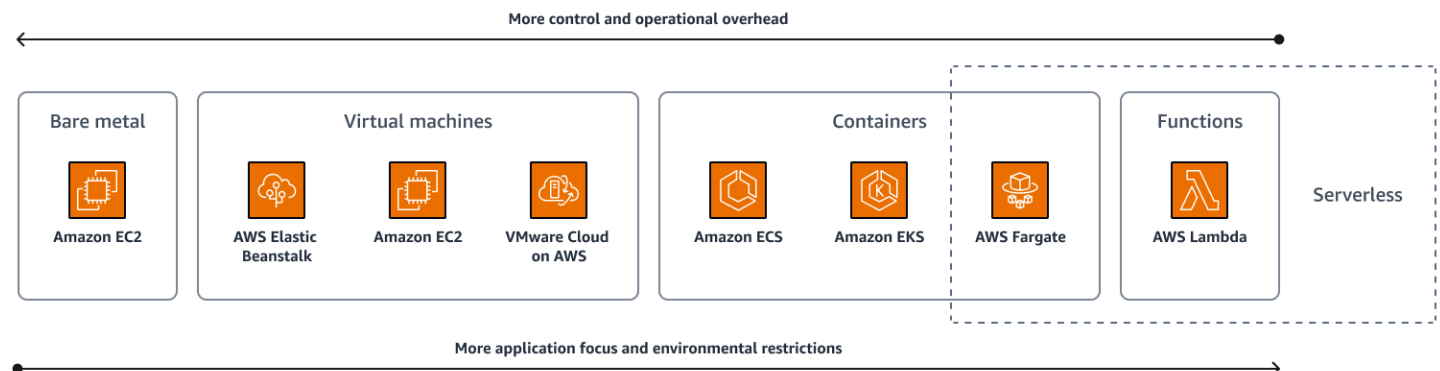 More control and operational overhead
Bare metal
Virtual machines
Containers
Functions
Serverless
Amazon EC2
AWS Elastic
Beanstalk
Amazon EC2
VMware Cloud
on AWS
Amazon ECS
K
Amazon EKS
AWS Fargate
AWS Lambda
More application focus and environmental restrictions